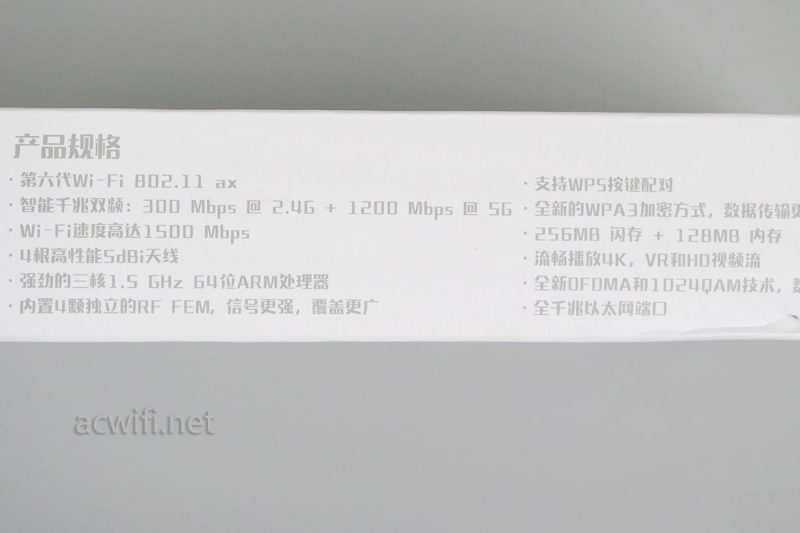 产品规格
·第六代Wi-Fi 802.11 ax
·智能千兆双频：300 Mbps @ 2.4G + 1200 Mbps @ 5G
·Wi-Fi速度高达1500 Mbps
·4根高性能5dBi天线
·强劲的三核1.5 GHz 64位ARM处理器
·内置4颗独立的RF FEM，信号更强，覆盖更广
·支持WPS按键配对
·全新的WPA3加密方式，数据传输更
·256MB 闪存 + 128MB 内存
·流畅播放4K，VR和HD视频流
·全新OFDMA和1024QAM技术，
·全千兆以太网端口
acwifi.net